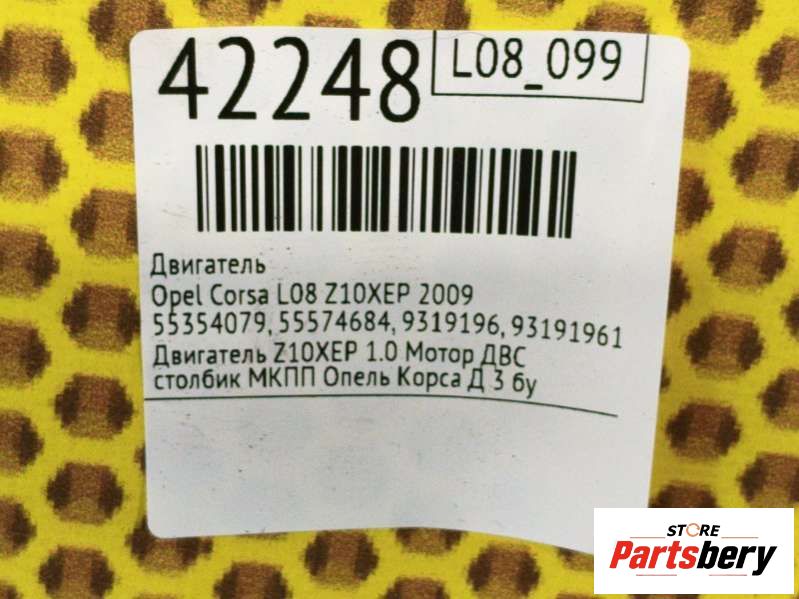 42248
L08_099
Двигатель
Opel Corsa L08 Z10XEP 2009
55354079, 55574684, 9319196, 93191961
Двигатель Z10XEP 1.0 Мотор ДВС
столбик МКПП Опель Корса Д 3 бу
STORE
Partsbery